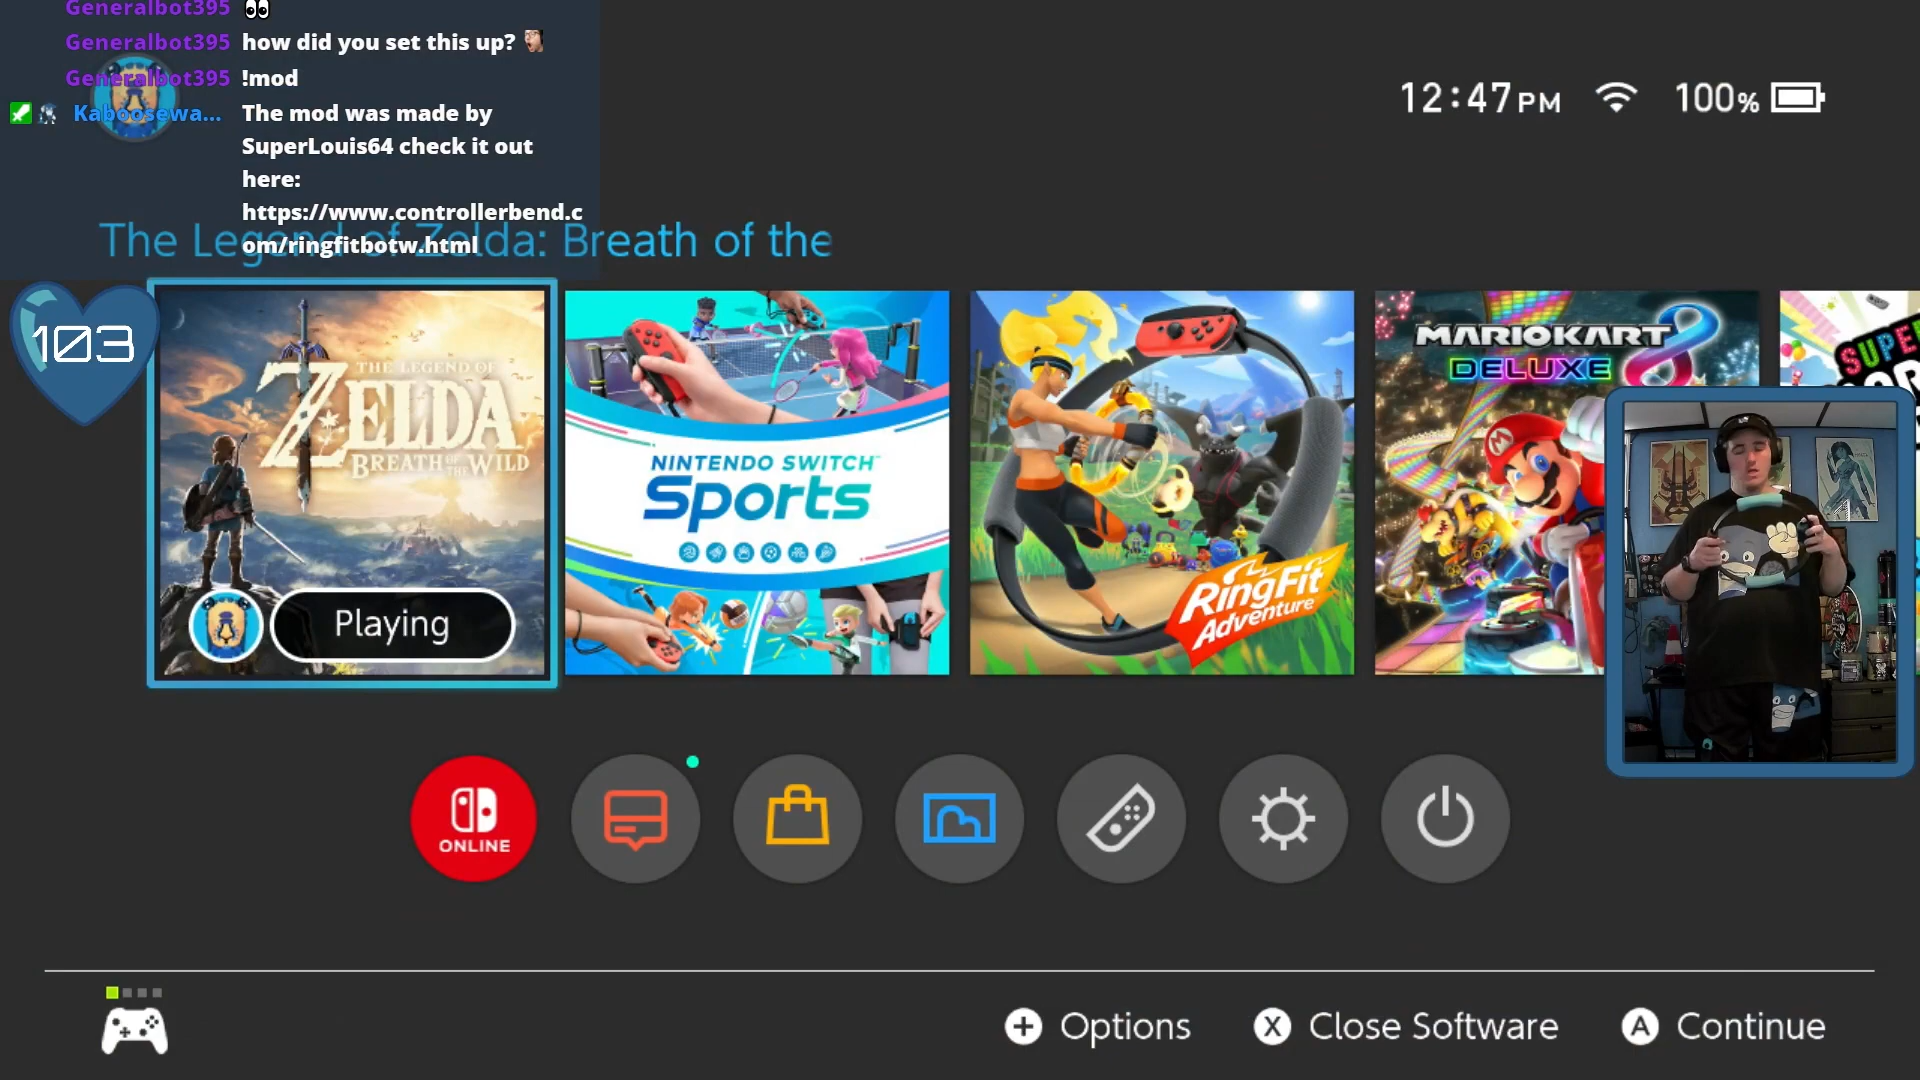 Generalbot395
Generalbot395 how did you set this up?
Generalbot395 !mod
Kaboosewa... The mod was made by
SuperLouis64 check it out
here:
https://www.controllerbend.c
om/ringfitbotw.html
12:47 PM 100%
The Legend of Zelda: Breath of the
103
THE LEGEND OF
ZELDA
BREATH OF THE WILD
Playing
NINTENDO SWITCH
Sports
RingFit
Adventure
MARIOKART 8
DELUXE
SUPE
ONLINE
+ Options
X Close Software
A Continue